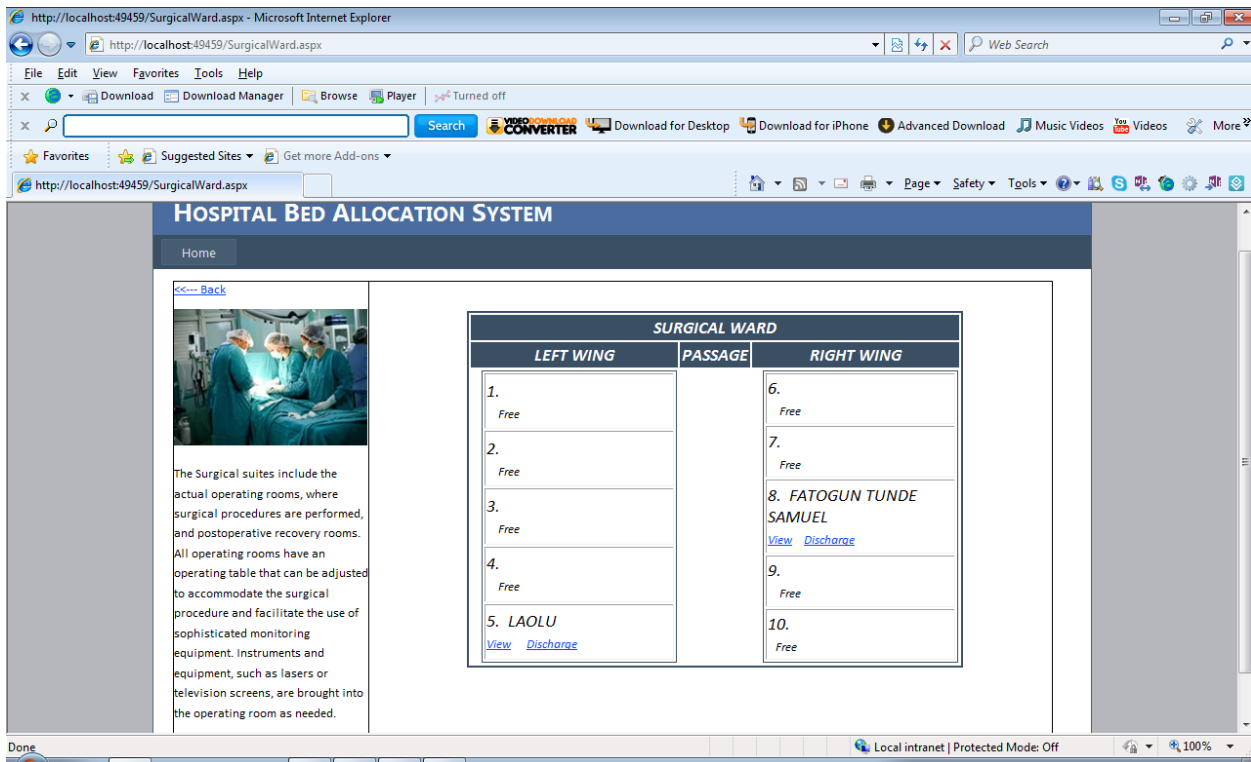 http://localhost:49459/SurgicalWard.aspx - Microsoft Internet Explorer
http://localhost:49459/SurgicalWard.aspx
Web Search
File Edit View Favorites Tools Help
x Download Download Manager Browse Player Turned off
x Search VIDEO DOWNLOAD CONVERTER Download for Desktop Download for iPhone Advanced Download Music Videos You Tube Videos More »
Favorites Suggested Sites Get more Add-ons
http://localhost:49459/SurgicalWard.aspx
Page Safety Tools
HOSPITAL BED ALLOCATION SYSTEM
Home
<<--- Back
The Surgical suites include the
actual operating rooms, where
surgical procedures are performed,
and postoperative recovery rooms.
All operating rooms have an
operating table that can be adjusted
to accommodate the surgical
procedure and facilitate the use of
sophisticated monitoring
equipment. Instruments and
equipment, such as lasers or
television screens, are brought into
the operating room as needed.
SURGICAL WARD
LEFT WING PASSAGE RIGHT WING
1.
Free
2.
Free
3.
Free
4.
Free
5. LAOLU
View Discharge
6.
Free
7.
Free
8. FATOGUN TUNDE
SAMUEL
View Discharge
9.
Free
10.
Free
Done
Local intranet | Protected Mode: Off
100%